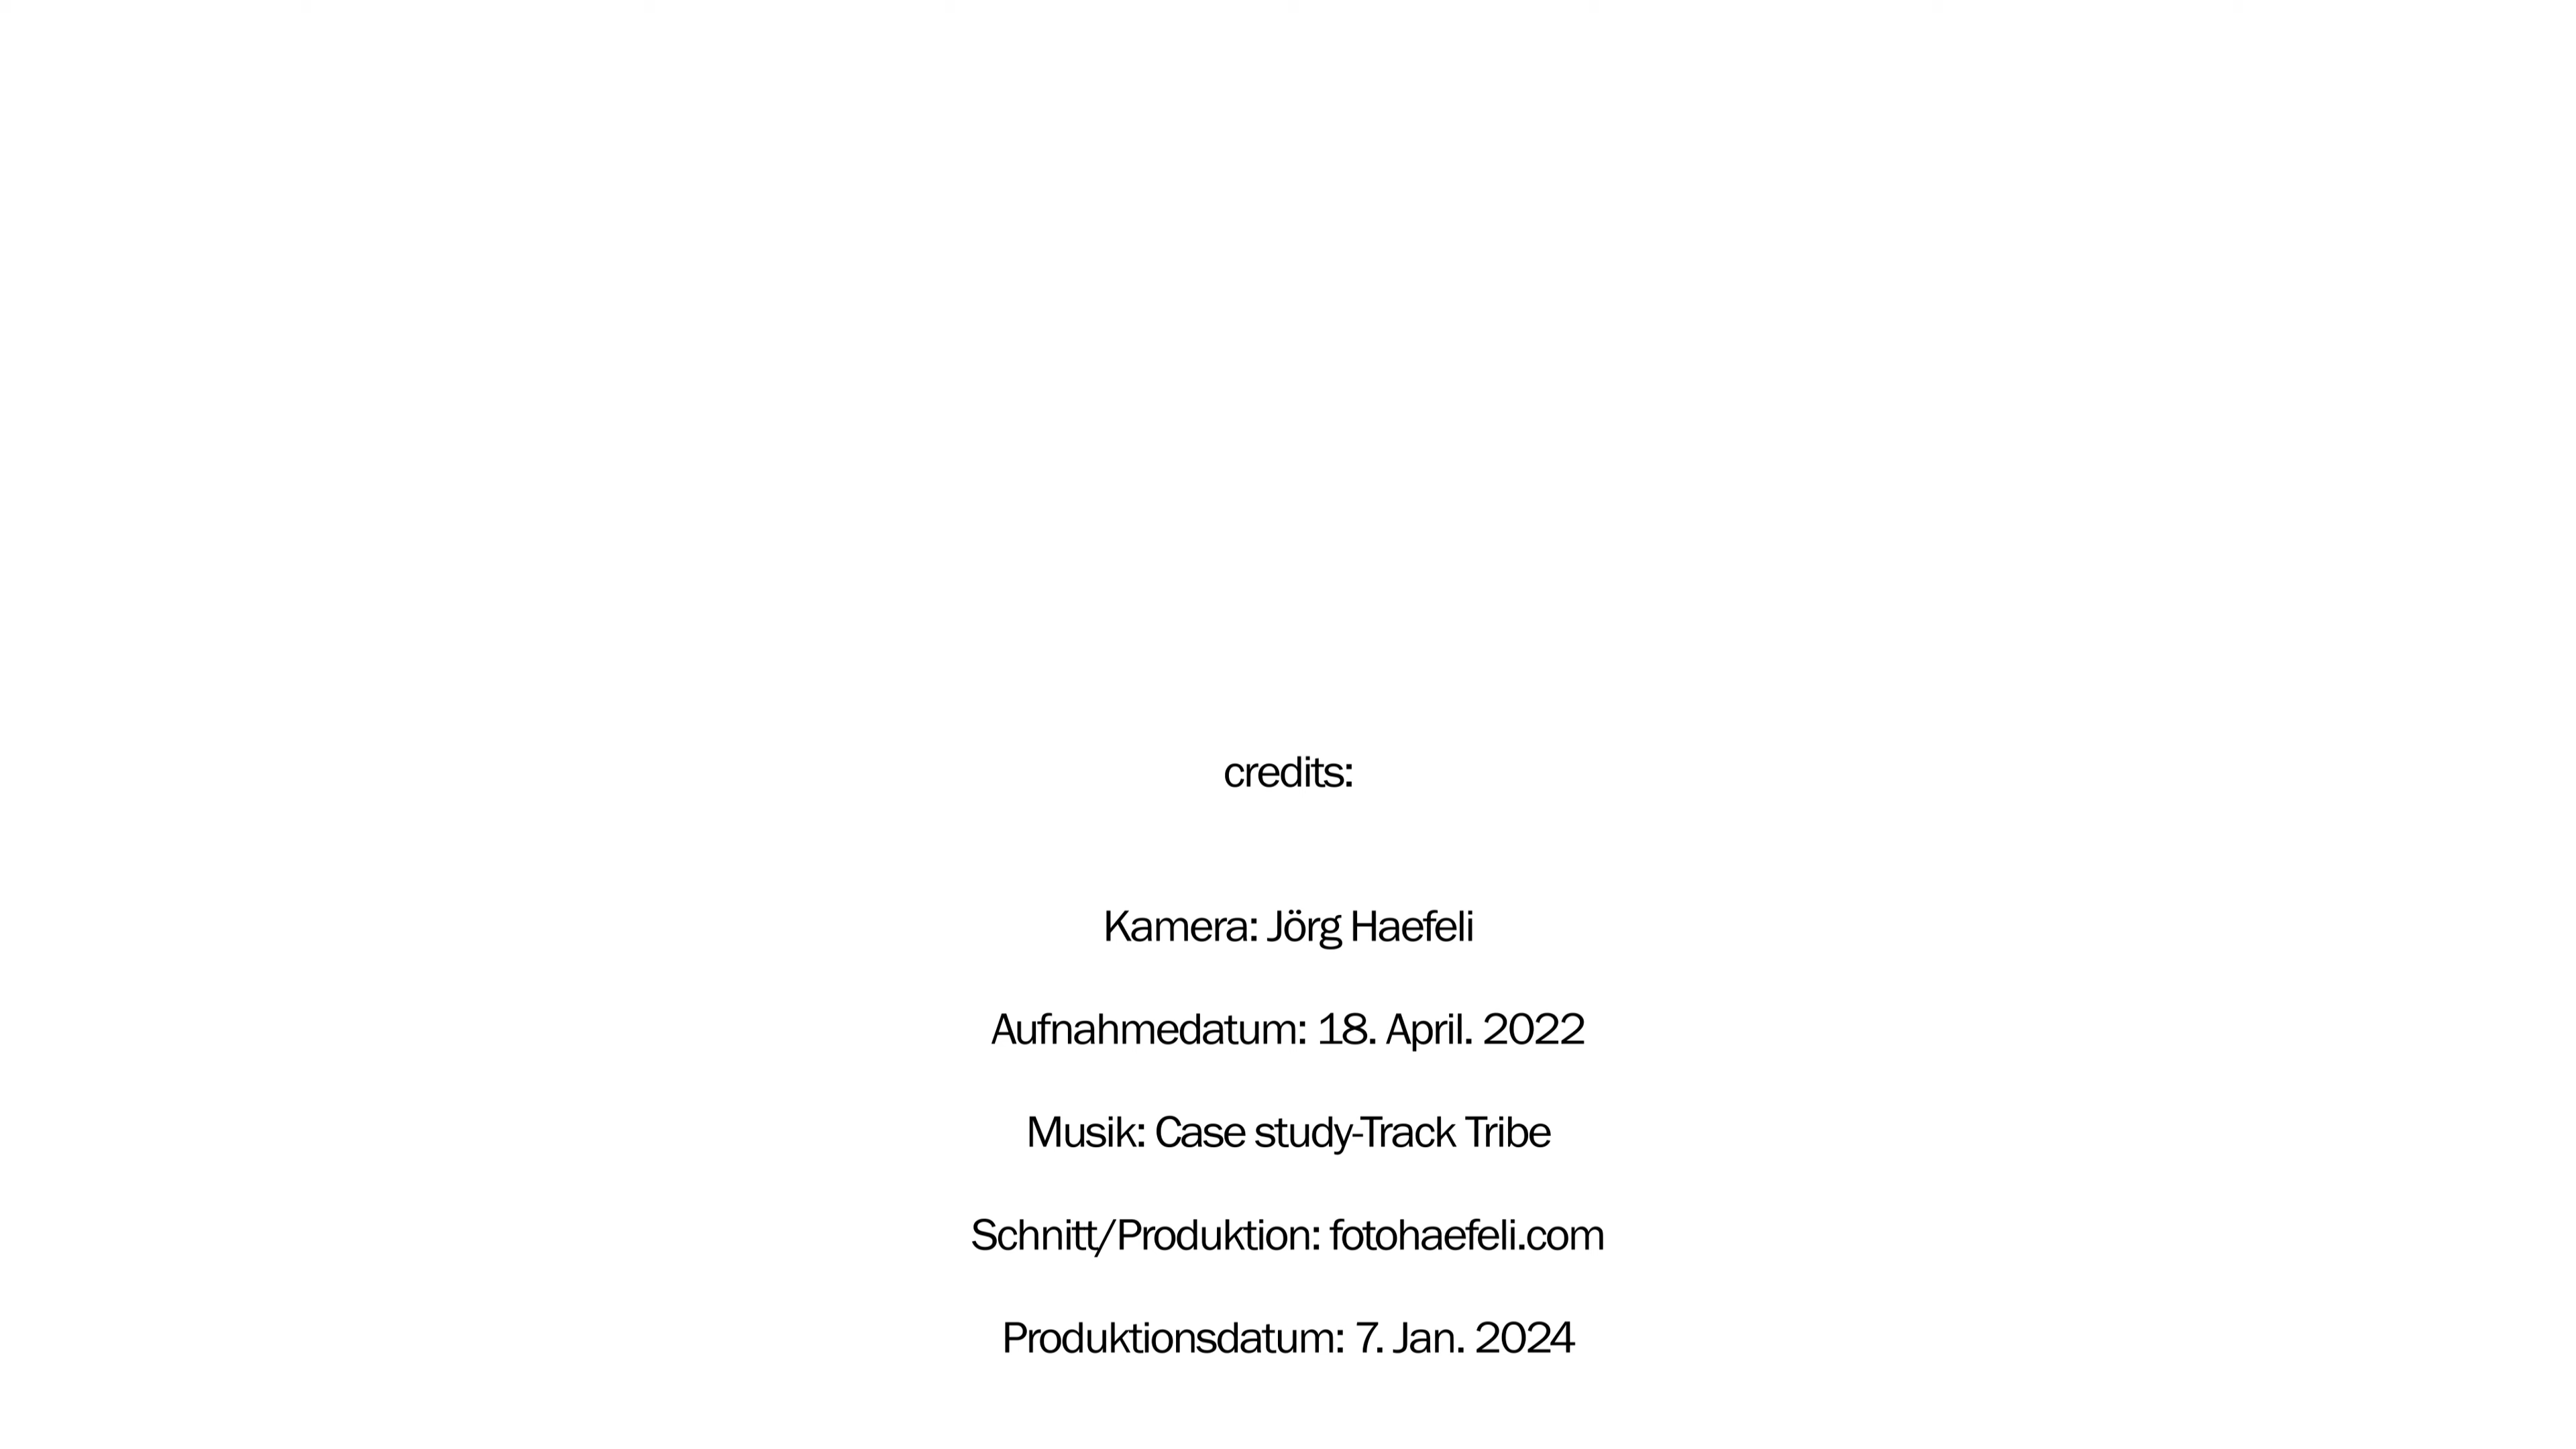 credits:
Kamera: Jörg Haefeli
Aufnahmedatum: 18. April. 2022
Musik: Case study-Track Tribe
Schnitt/Produktion: fotohaefeli.com
Produktionsdatum: 7. Jan. 2024